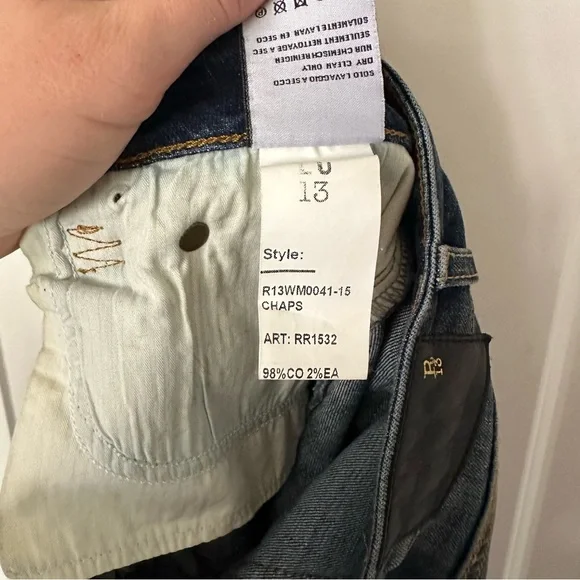 SOLO LAVAGGIO A SECCO
DRY CLEAN ONLY
NUR CHEMISCHREINIGEN
SEULEMENT NETTOYAGE A SEC
SOLAMENTE LAVAR EN SECO
13
Style:
R13WM0041-15
CHAPS
ART: RR1532
98%CO 2%EA
R
13